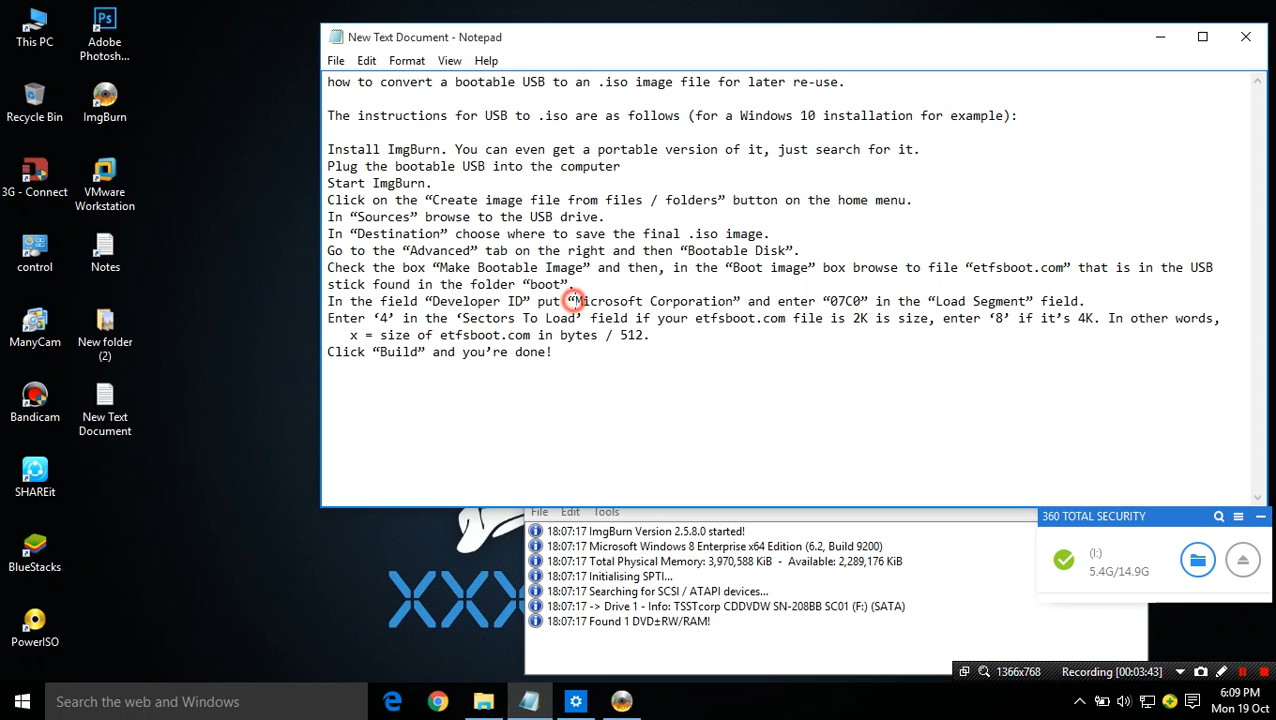 This PC
Adobe
Photosh...
Recycle Bin
ImgBurn
3G - Connect
VMware
Workstation
control
Notes
ManyCam
New folder
(2)
Bandicam
New Text
Document
SHAREit
BlueStacks
PowerISO
New Text Document - Notepad
File Edit Format View Help
how to convert a bootable USB to an .iso image file for later re-use.
The instructions for USB to .iso are as follows (for a Windows 10 installation for example):
Install ImgBurn. You can even get a portable version of it, just search for it.
Plug the bootable USB into the computer
Start ImgBurn.
Click on the “Create image file from files / folders” button on the home menu.
In “Sources” browse to the USB drive.
In “Destination” choose where to save the final .iso image.
Go to the “Advanced” tab on the right and then “Bootable Disk”.
Check the box “Make Bootable Image” and then, in the “Boot image” box browse to file “etfsboot.com” that is in the USB
stick found in the folder “boot”.
In the field “Developer ID” put “Microsoft Corporation” and enter “07C0” in the “Load Segment” field.
Enter ‘4’ in the ‘Sectors To Load’ field if your etfsboot.com file is 2K is size, enter ‘8’ if it’s 4K. In other words,
x = size of etfsboot.com in bytes / 512.
Click “Build” and you’re done!
File Edit Tools
18:07:17 ImgBurn Version 2.5.8.0 started!
18:07:17 Microsoft Windows 8 Enterprise x64 Edition (6.2, Build 9200)
18:07:17 Total Physical Memory: 3,970,588 KiB - Available: 2,289,176 KiB
18:07:17 Initialising SPTI...
18:07:17 Searching for SCSI / ATAPI devices...
18:07:17 -> Drive 1 - Info: TSSTcorp CDDVDW SN-208BB SC01 (F:) (SATA)
18:07:17 Found 1 DVD±RW/RAM!
360 TOTAL SECURITY
(I:)
5.4G/14.9G
XXX
1366x768 Recording [00:03:43]
Search the web and Windows
6:09 PM
Mon 19 Oct